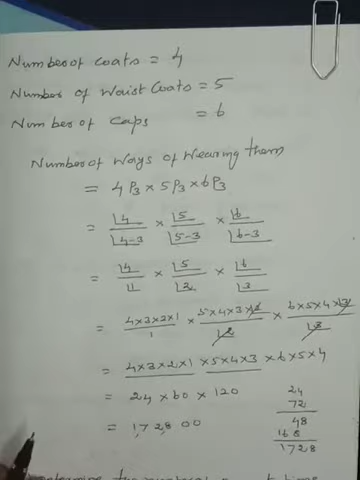 Number of coats = 4
Number of Waist Coats = 5
Number of caps = 6
Number of Ways of Wearing them
= 4P3 × 5P3 × 6P3
= ⌊4 / ⌊4-3 × ⌊5 / ⌊5-3 × ⌊6 / ⌊6-3
= ⌊4 / ⌊1 × ⌊5 / ⌊2 × ⌊6 / ⌊3
= 4×3×2×1 / 1 × 5×4×3×⌊2 / ⌊2 × 6×5×4×⌊3 / ⌊3
= 4×3×2×1 × 5×4×3 × 6×5×4
= 24 × 60 × 120
= 172800
24
72
48
168
1728